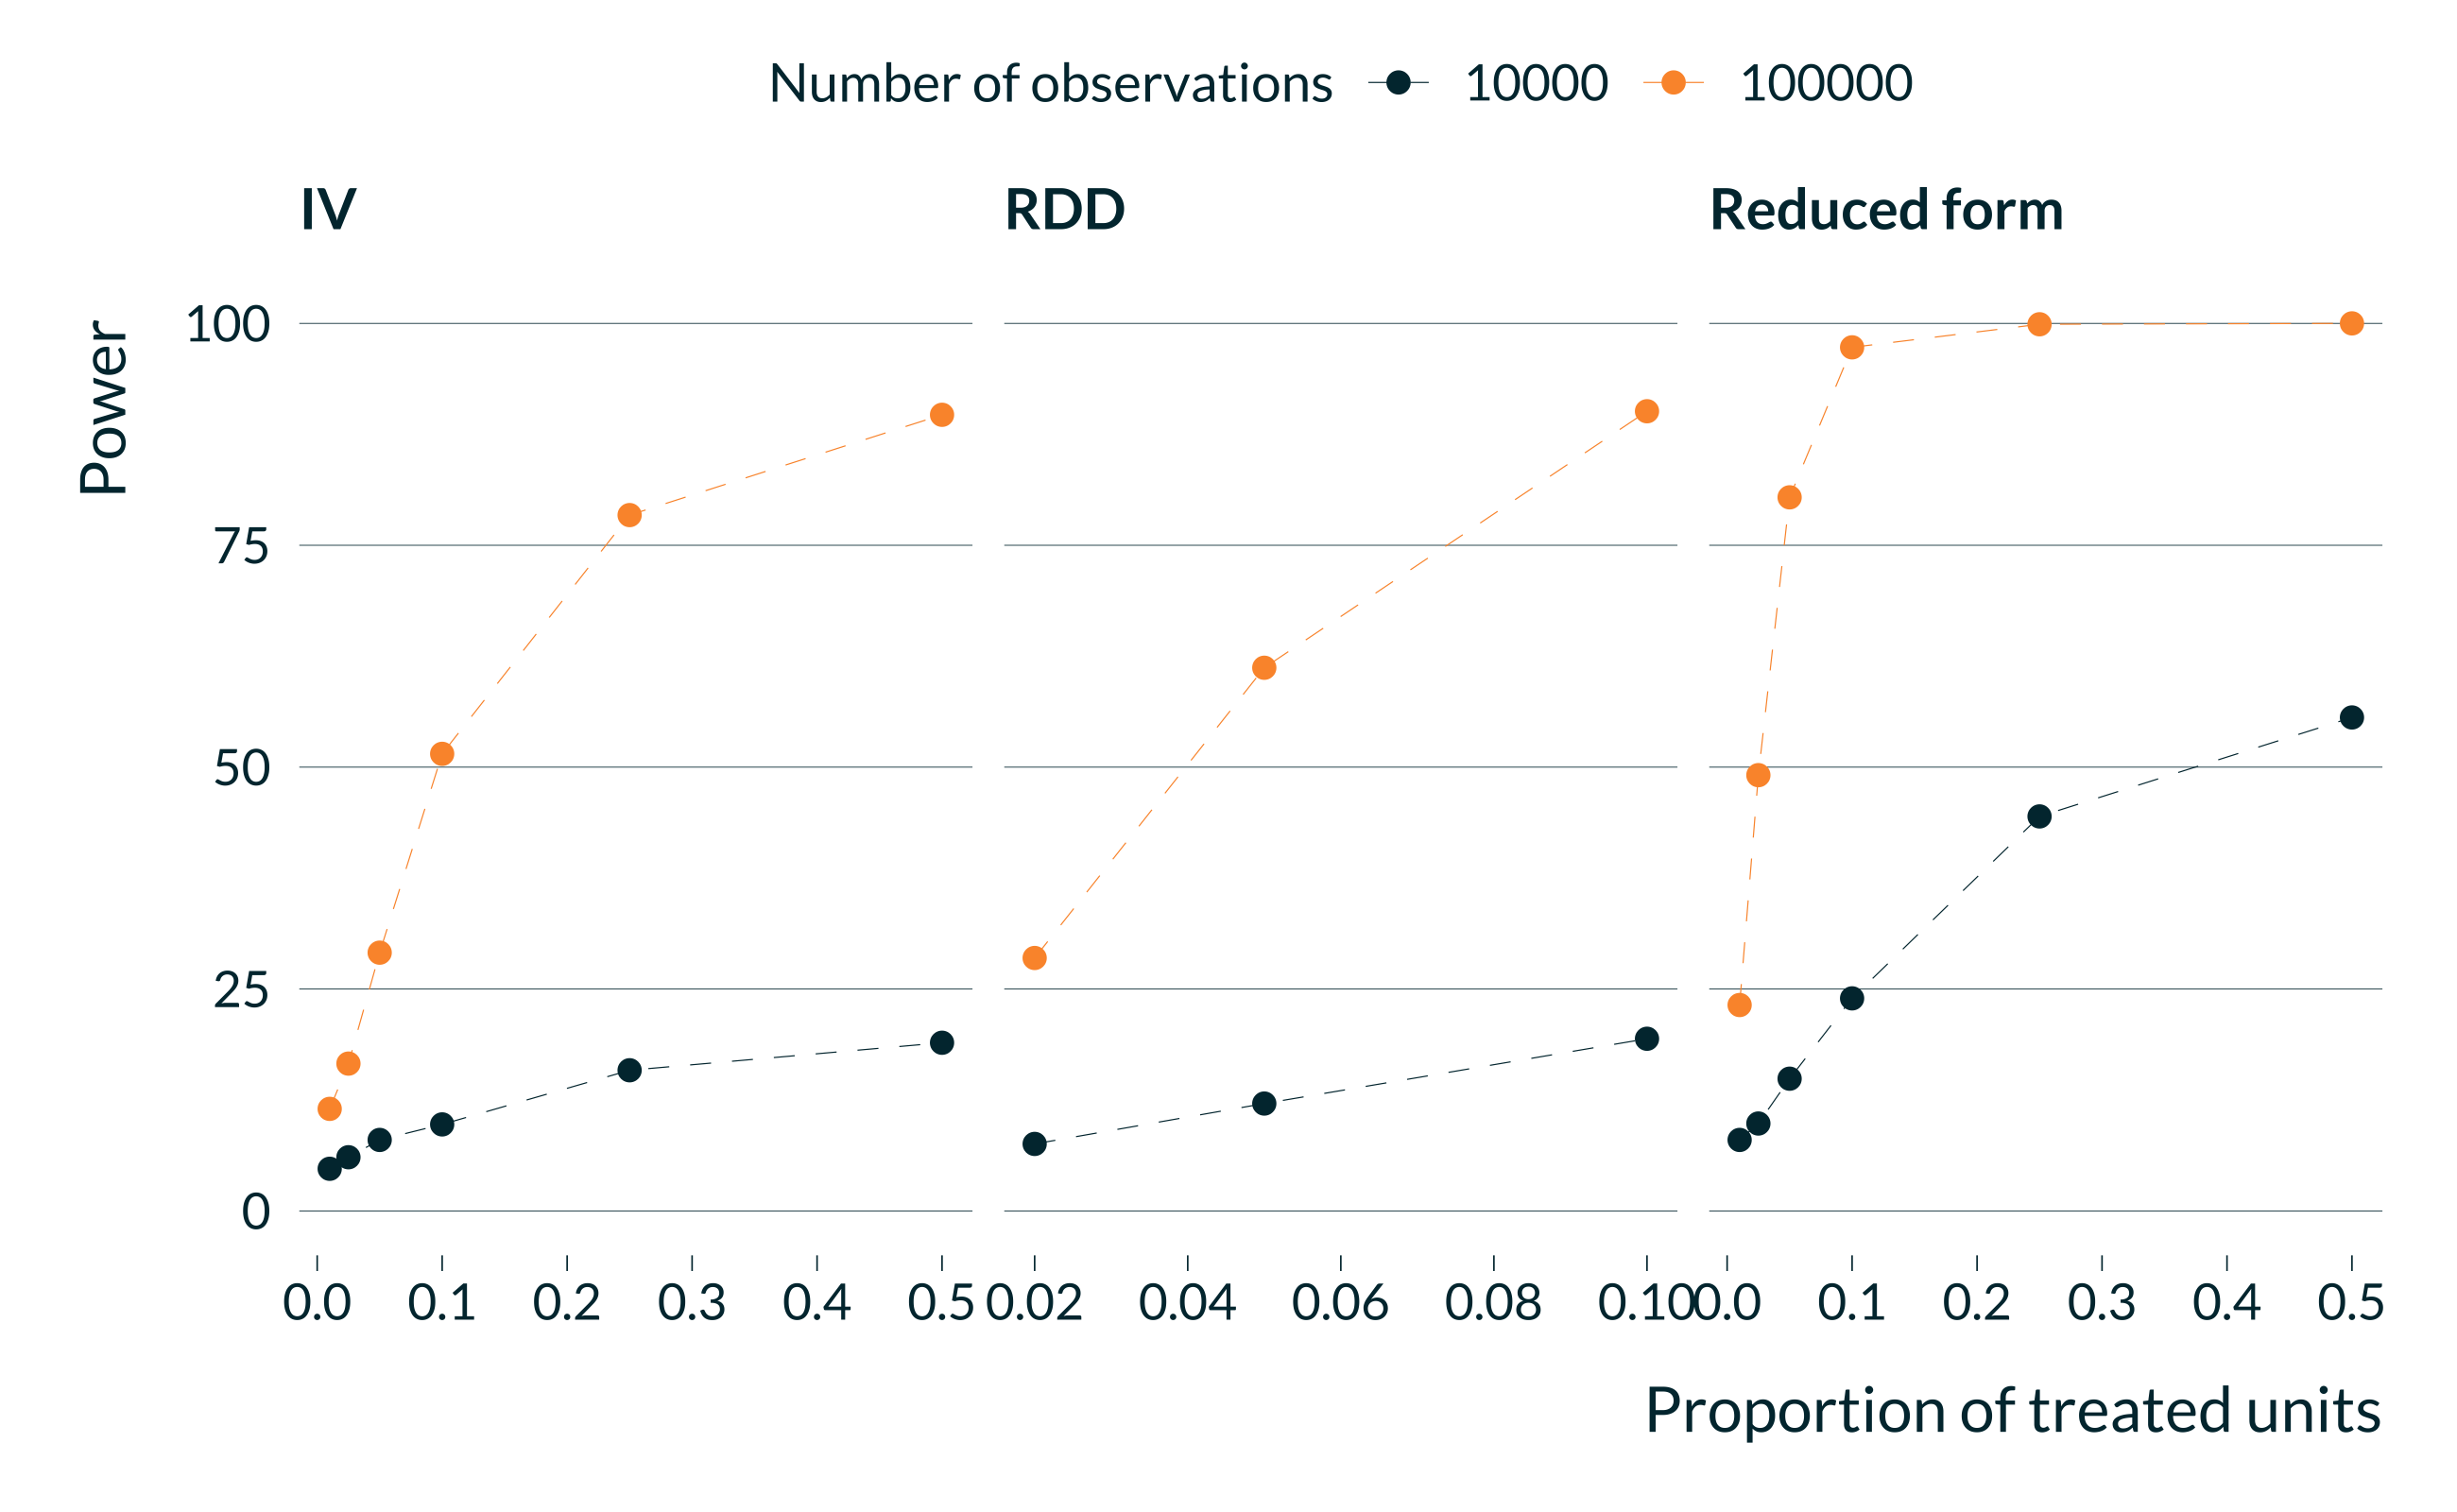 Number of observations 10000 100000
IV RDD Reduced form
Power
100
75
50
25
0
0.0 0.1 0.2 0.3 0.4 0.5 0.02 0.04 0.06 0.08 0.10 0.0 0.1 0.2 0.3 0.4 0.5
Proportion of treated units